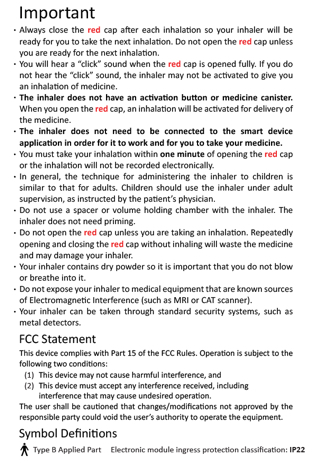 Important
· Always close the red cap after each inhalation so your inhaler will be
ready for you to take the next inhalation. Do not open the red cap unless
you are ready for the next inhalation.
· You will hear a "click" sound when the red cap is opened fully. If you do
not hear the "click" sound, the inhaler may not be activated to give you
an inhalation of medicine.
· The inhaler does not have an activation button or medicine canister.
When you open the red cap, an inhalation will be activated for delivery of
the medicine.
· The inhaler does not need to be connected to the smart device
application in order for it to work and for you to take your medicine.
· You must take your inhalation within one minute of opening the red cap
or the inhalation will not be recorded electronically.
· In general, the technique for administering the inhaler to children is
similar to that for adults. Children should use the inhaler under adult
supervision, as instructed by the patient's physician.
· Do not use a spacer or volume holding chamber with the inhaler. The
inhaler does not need priming.
· Do not open the red cap unless you are taking an inhalation. Repeatedly
opening and closing the red cap without inhaling will waste the medicine
and may damage your inhaler.
· Your inhaler contains dry powder so it is important that you do not blow
or breathe into it.
· Do not expose your inhaler to medical equipment that are known sources
of Electromagnetic Interference (such as MRI or CAT scanner).
· Your inhaler can be taken through standard security systems, such as
metal detectors.
FCC Statement
This device complies with Part 15 of the FCC Rules. Operation is subject to the
following two conditions:
(1) This device may not cause harmful interference, and
(2) This device must accept any interference received, including
interference that may cause undesired operation.
The user shall be cautioned that changes/modifications not approved by the
responsible party could void the user's authority to operate the equipment.
Symbol Definitions
Type B Applied Part Electronic module ingress protection classification: IP22